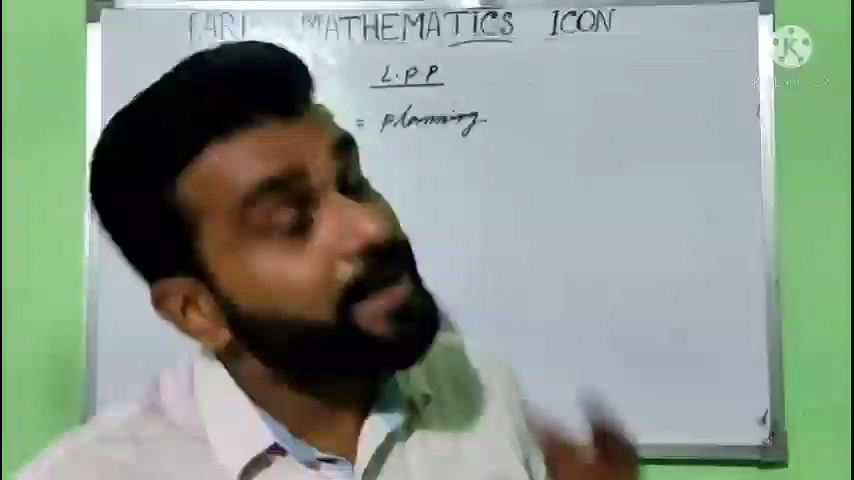 MATHEMATICS ICON
L.P.P
= Planning
K